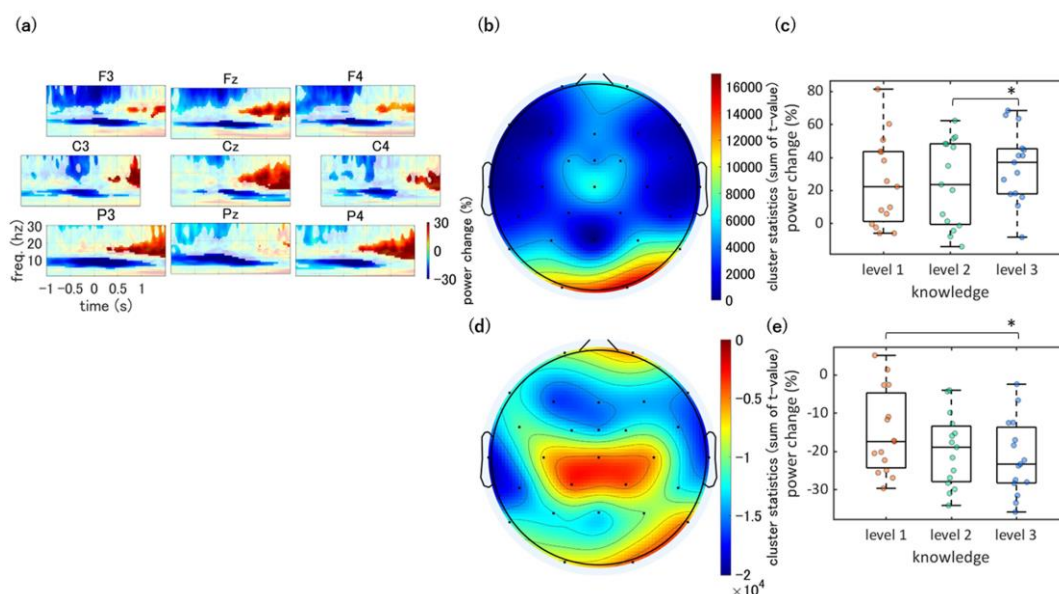 (a)
F3 Fz F4
C3 Cz C4
P3 Pz P4
freq. (hz)
30
20
10
-1 -0.5 0 0.5 1
time (s)
30
-30
power change (%)
(b)
16000
14000
12000
10000
8000
6000
4000
2000
0
cluster statistics (sum of t-value)
(c)
*
power change (%)
80
60
40
20
0
level 1 level 2 level 3
knowledge
(d)
0
-0.5
-1
-1.5
-2
×10⁴
cluster statistics (sum of t-value)
(e)
*
power change (%)
0
-10
-20
-30
level 1 level 2 level 3
knowledge